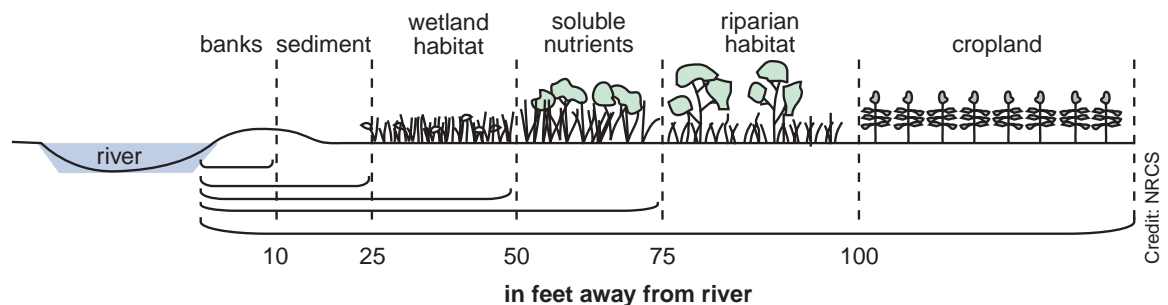 banks
sediment
wetland
habitat
soluble
nutrients
riparian
habitat
cropland
river
10
25
50
75
100
in feet away from river
Credit: NRCS